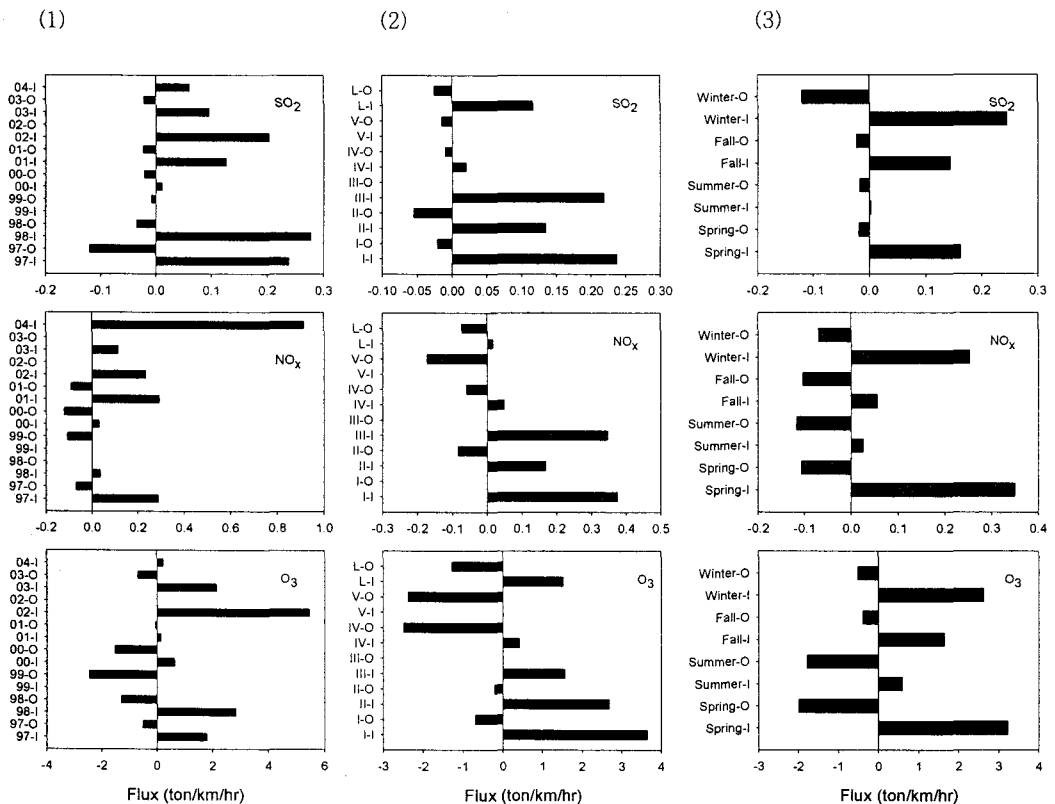 (1)
(2)
(3)
04-I
03-O
03-I
02-O
02-I
01-O
01-I
00-O
00-I
99-O
99-I
98-O
98-I
97-O
97-I
SO2
-0.2 -0.1 0.0 0.1 0.2 0.3
L-O
L-I
V-O
V-I
IV-O
IV-I
III-O
III-I
II-O
II-I
I-O
I-I
SO2
-0.10 -0.05 0.00 0.05 0.10 0.15 0.20 0.25 0.30
Winter-O
Winter-I
Fall-O
Fall-I
Summer-O
Summer-I
Spring-O
Spring-I
SO2
-0.2 -0.1 0.0 0.1 0.2 0.3
04-I
03-O
03-I
02-O
02-I
01-O
01-I
00-O
00-I
99-O
99-I
98-O
98-I
97-O
97-I
NOx
-0.2 0.0 0.2 0.4 0.6 0.8 1.0
L-O
L-I
V-O
V-I
IV-O
IV-I
III-O
III-I
II-O
II-I
I-O
I-I
NOx
-0.3 -0.2 -0.1 0.0 0.1 0.2 0.3 0.4 0.5
Winter-O
Winter-I
Fall-O
Fall-I
Summer-O
Summer-I
Spring-O
Spring-I
NOx
-0.2 -0.1 0.0 0.1 0.2 0.3 0.4
04-I
03-O
03-I
02-O
02-I
01-O
01-I
00-O
00-I
99-O
99-I
98-O
98-I
97-O
97-I
O3
-4 -2 0 2 4 6
Flux (ton/km/hr)
L-O
L-I
V-O
V-I
IV-O
IV-I
III-O
III-I
II-O
II-I
I-O
I-I
O3
-3 -2 -1 0 1 2 3 4
Flux (ton/km/hr)
Winter-O
Winter-I
Fall-O
Fall-I
Summer-O
Summer-I
Spring-O
Spring-I
O3
-3 -2 -1 0 1 2 3 4
Flux (ton/km/hr)